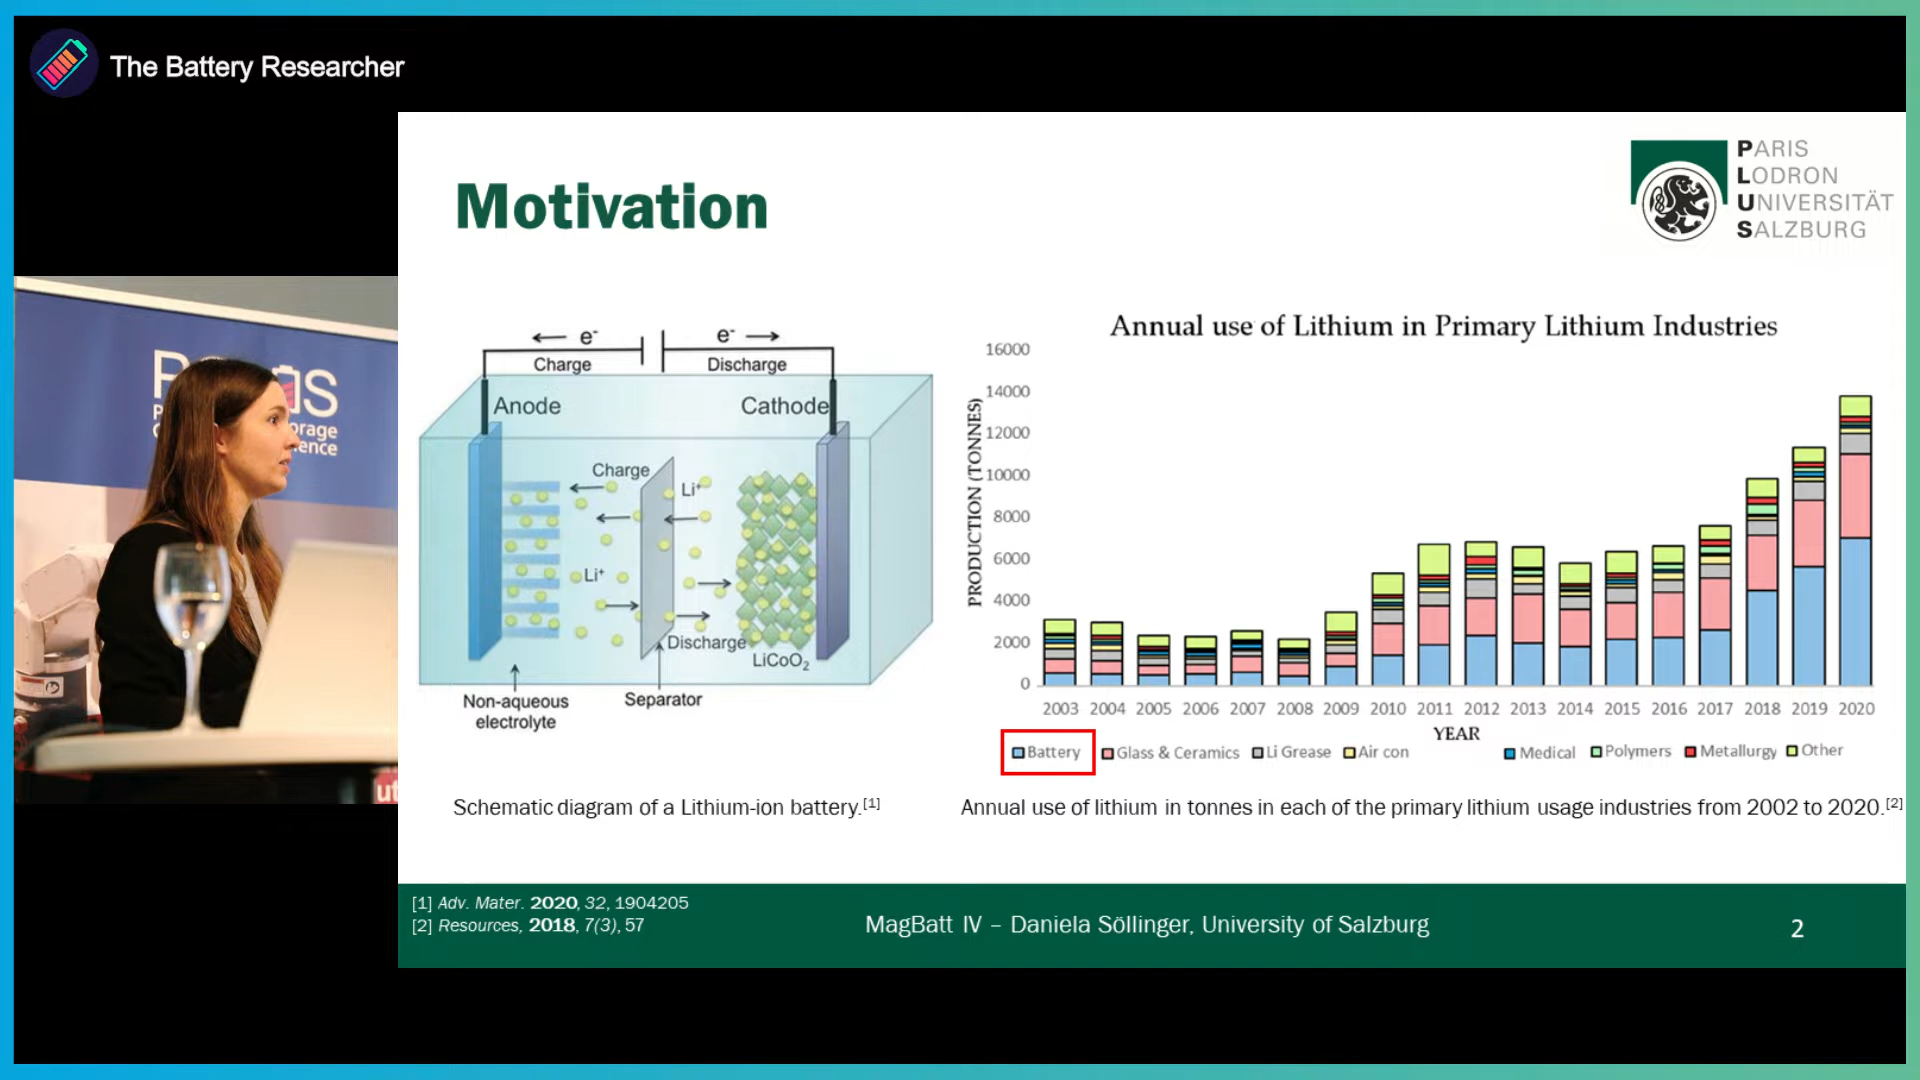 The Battery Researcher
PARIS
LODRON
UNIVERSITÄT
SALZBURG
Motivation
e⁻
Charge
e⁻
Discharge
Anode
Cathode
Charge
Li⁺
Li⁺
Discharge
LiCoO₂
Non-aqueous
electrolyte
Separator
Schematic diagram of a Lithium-ion battery.[1]
Annual use of Lithium in Primary Lithium Industries
PRODUCTION (TONNES)
16000
14000
12000
10000
8000
6000
4000
2000
0
2003 2004 2005 2006 2007 2008 2009 2010 2011 2012 2013 2014 2015 2016 2017 2018 2019 2020
YEAR
Battery Glass & Ceramics Li Grease Air con Medical Polymers Metallurgy Other
Annual use of lithium in tonnes in each of the primary lithium usage industries from 2002 to 2020.[2]
[1] Adv. Mater. 2020, 32, 1904205
[2] Resources, 2018, 7(3), 57
MagBatt IV – Daniela Söllinger, University of Salzburg
2